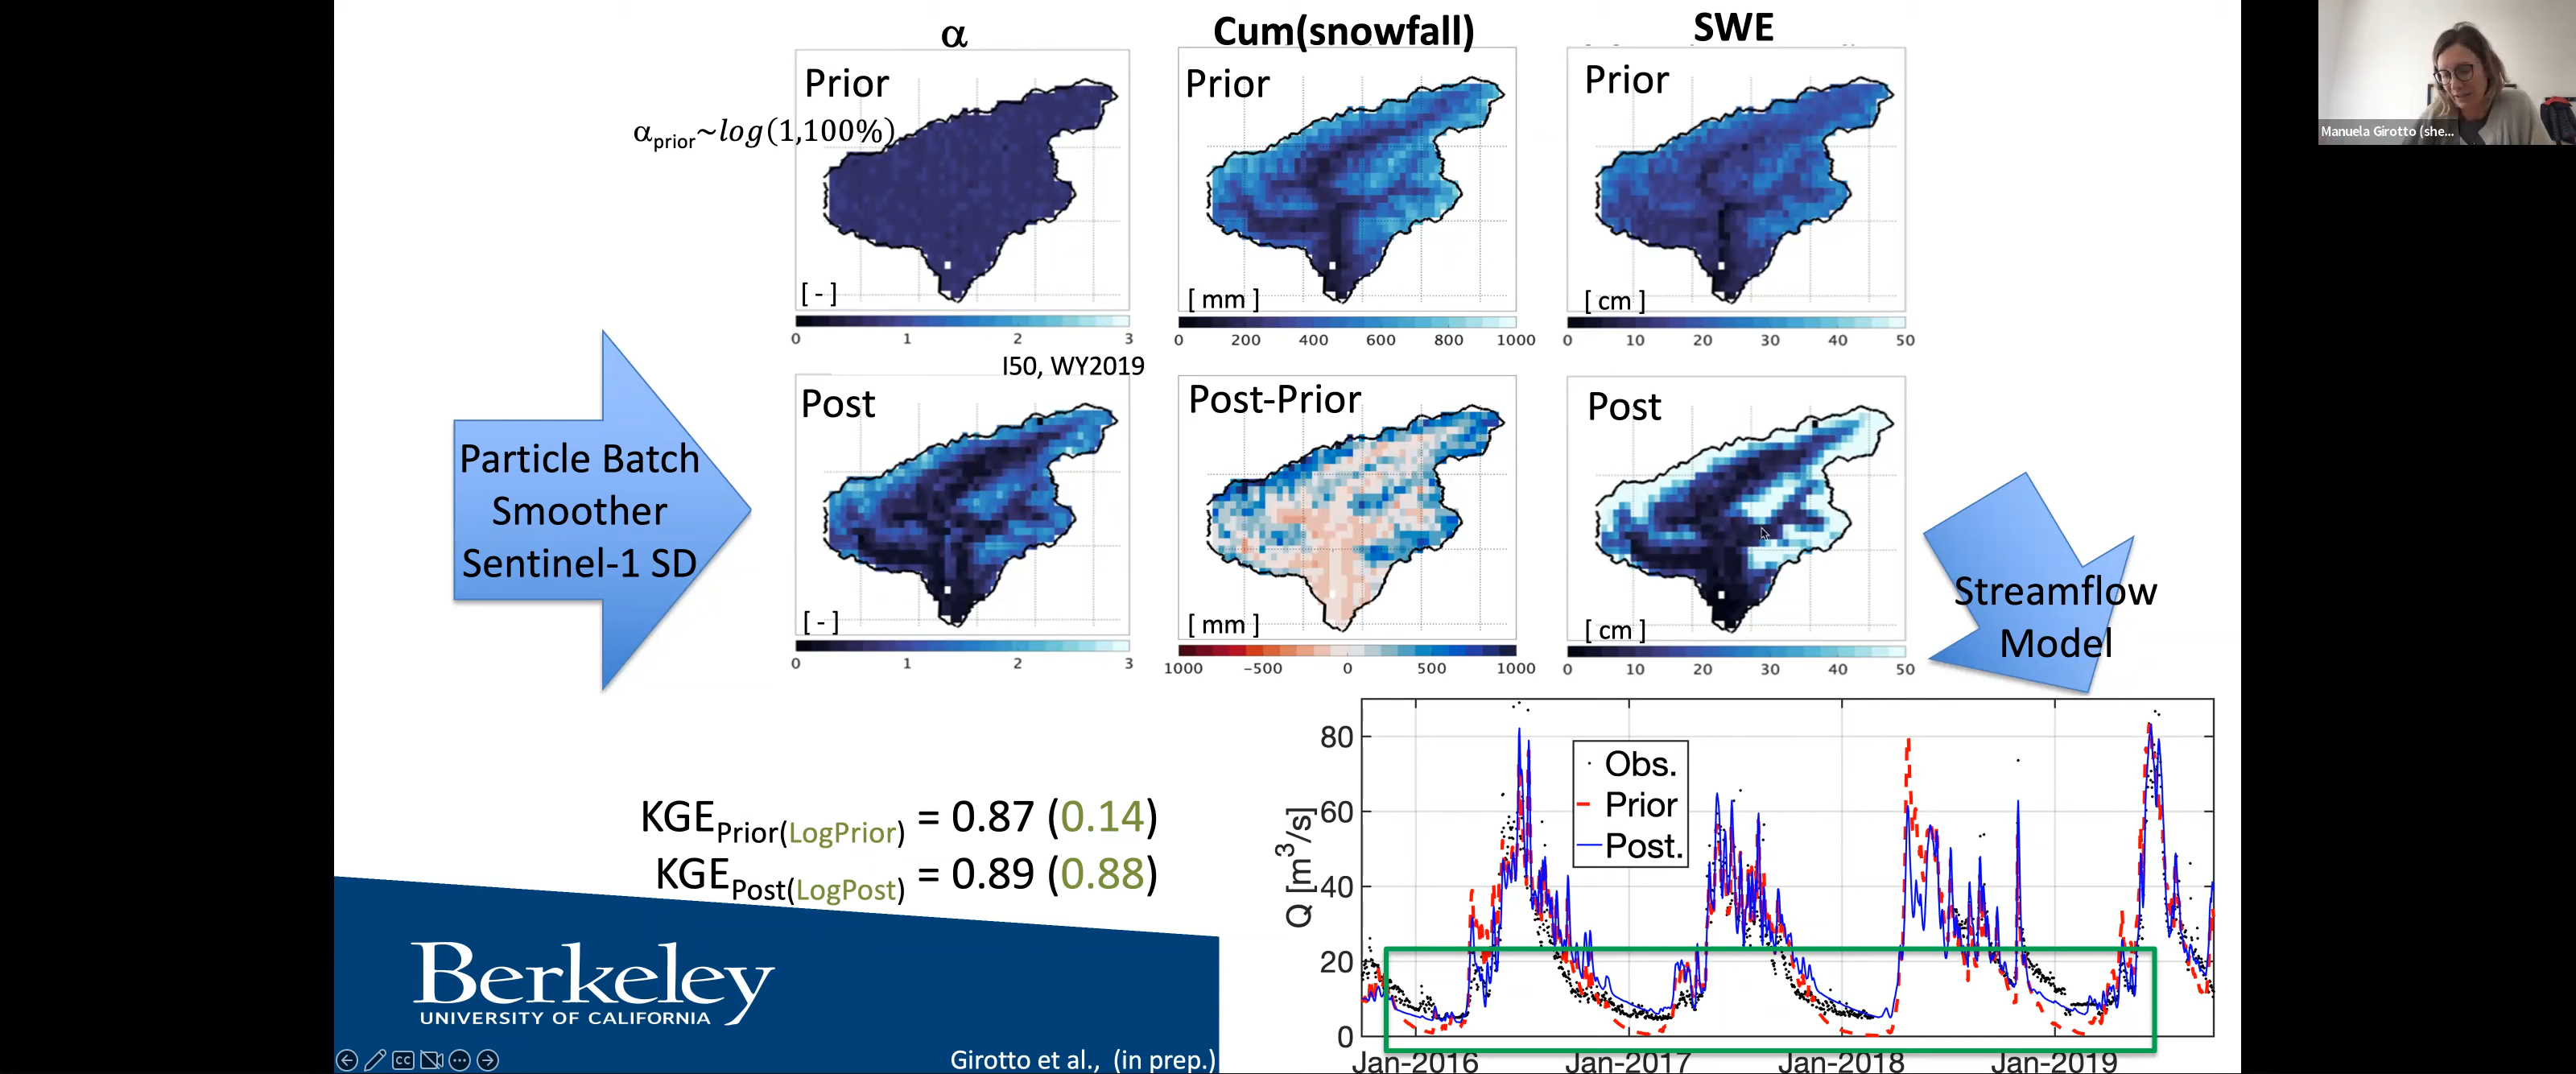 α
Cum(snowfall)
SWE
Prior
Prior
Prior
αprior~log(1,100%)
[ - ]
[ mm ]
[ cm ]
0 1 2 3
0 200 400 600 800 1000
0 10 20 30 40 50
I50, WY2019
Post
Post-Prior
Post
Particle Batch
Smoother
Sentinel-1 SD
[ - ]
[ mm ]
[ cm ]
0 1 2 3
1000 −500 0 500 1000
0 10 20 30 40 50
Streamflow
Model
KGEPrior(LogPrior) = 0.87 (0.14)
KGEPost(LogPost) = 0.89 (0.88)
Q [m³/s]
80
60
40
20
0
Obs.
Prior
Post.
Jan-2016 Jan-2017 Jan-2018 Jan-2019
Berkeley
UNIVERSITY OF CALIFORNIA
Girotto et al., (in prep.)
CC
Manuela Girotto (she...